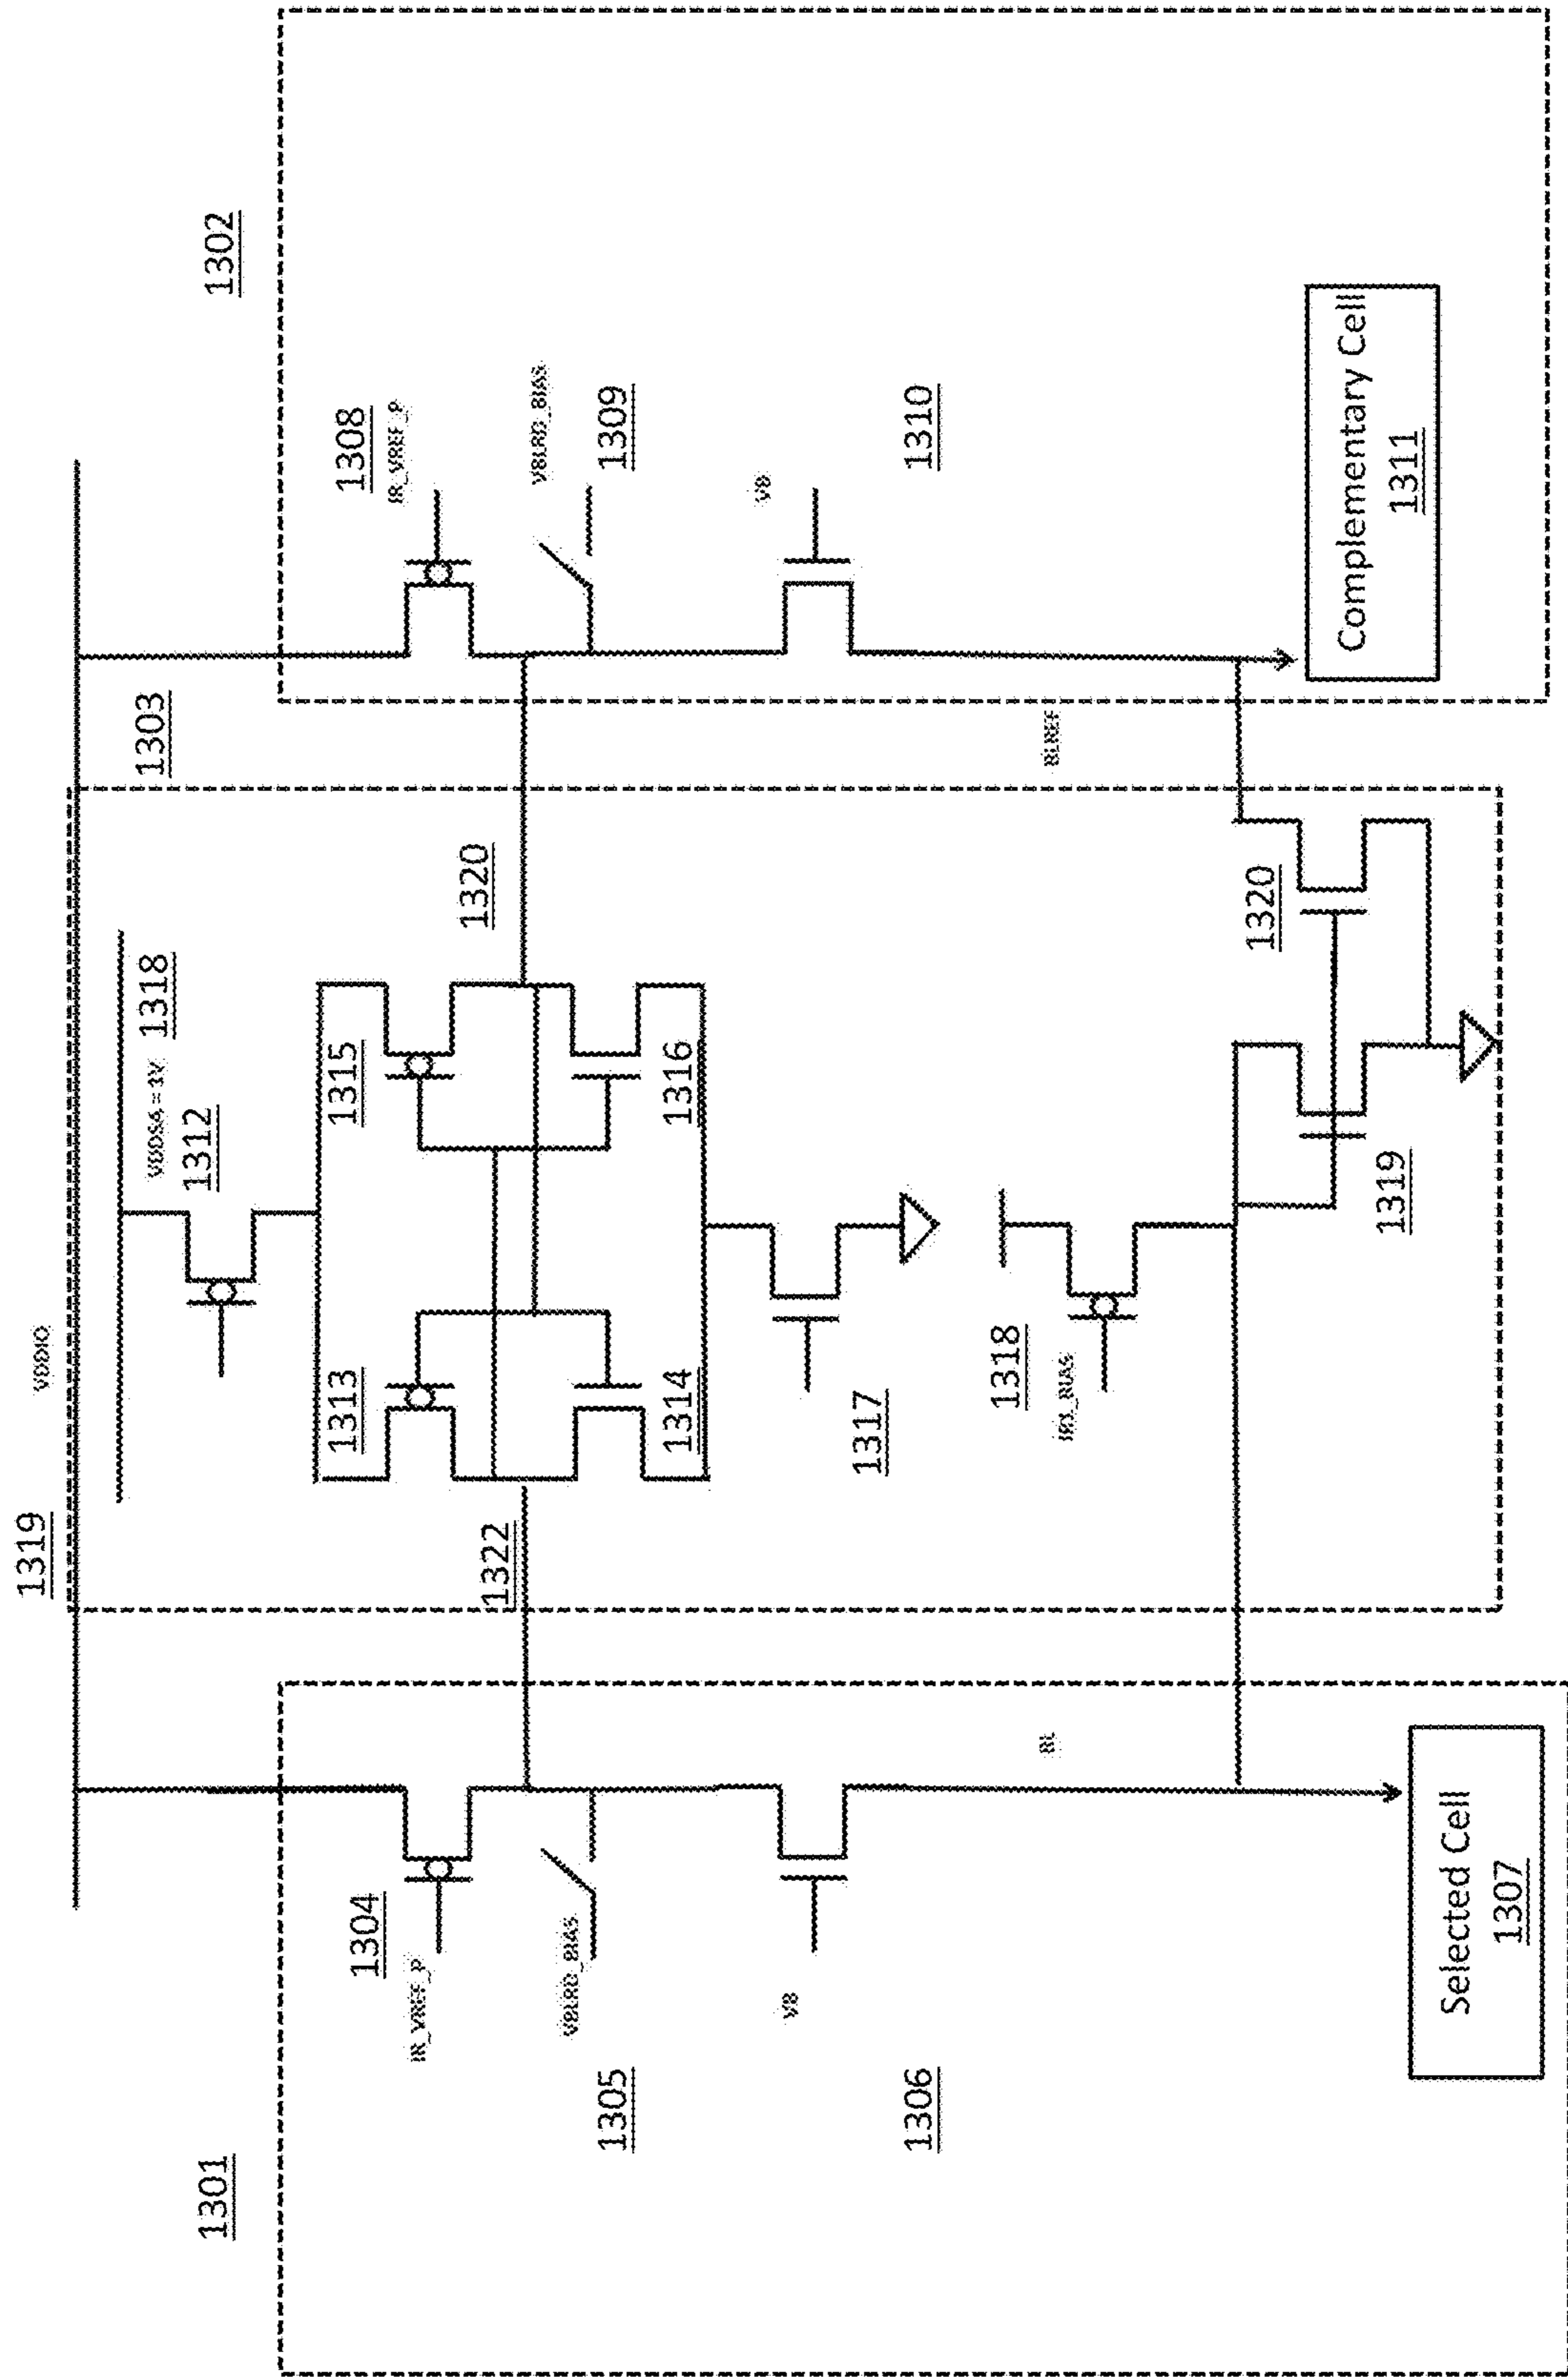 1319
VDDIO
1301
1303
1302
VDDSA = 1V
1318
1312
1304
IR_VREF_P
1313
1315
1308
IR_VREF_P
1322
1320
VBLRD_BIAS
1305
1314
1316
VBLRD_BIAS
1309
VB
1306
1317
VB
1310
1318
BL
BLREF
1320
1319
Selected Cell
1307
Complementary Cell
1311